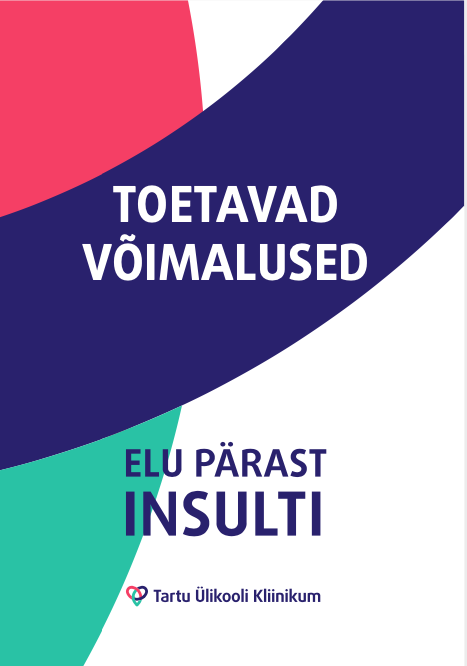 TOETAVAD
VÕIMALUSED
ELU PÄRAST
INSULTI
Tartu Ülikooli Kliinikum